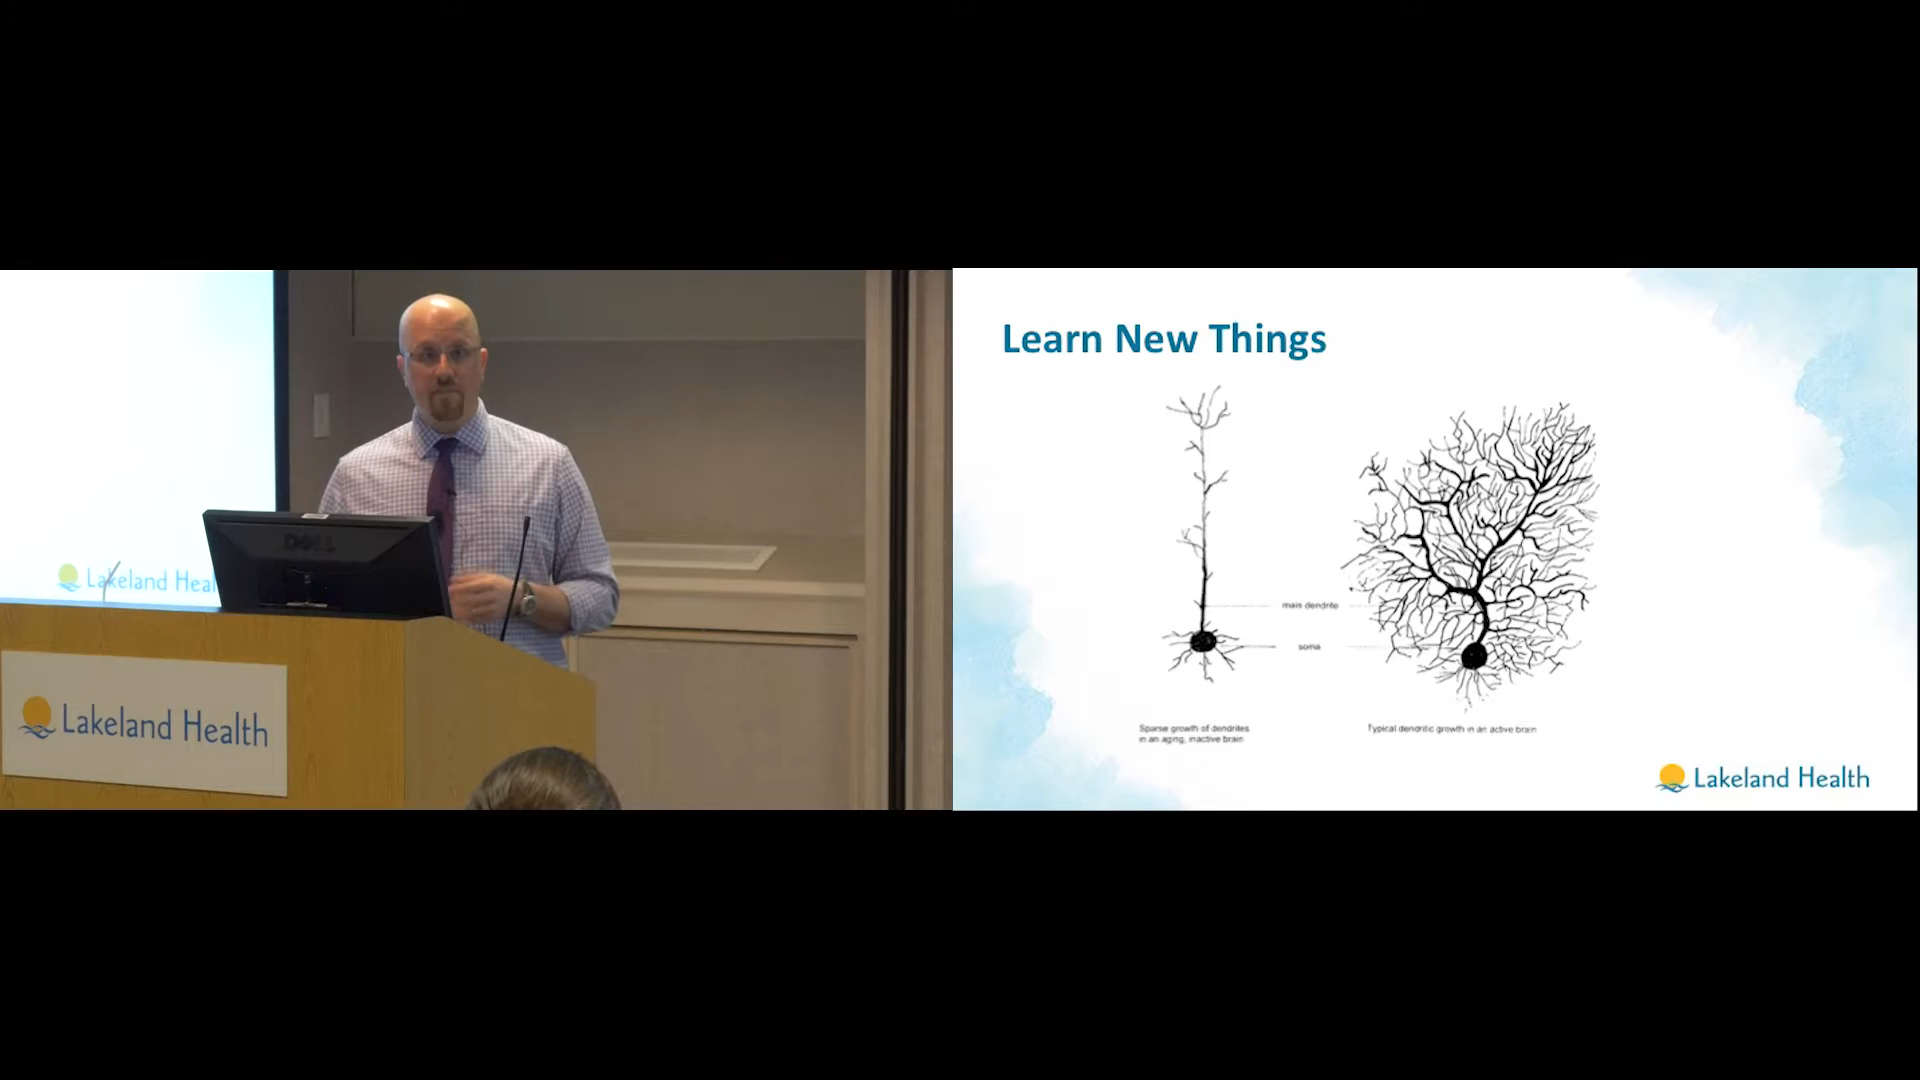 DELL
Lakeland Heal
Lakeland Health
Learn New Things
main dendrite
soma
Sparse growth of dendrites
in an aging, inactive brain
Typical dendritic growth in an active brain
Lakeland Health